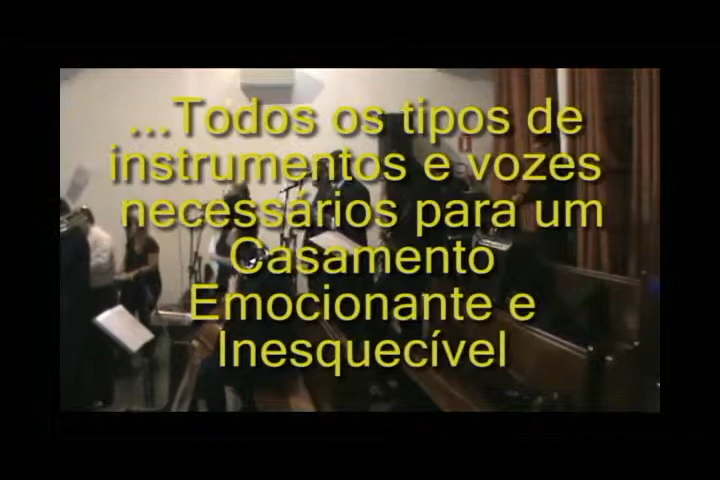 ...Todos os tipos de
instrumentos e vozes
necessários para um
Casamento
Emocionante e
Inesquecível